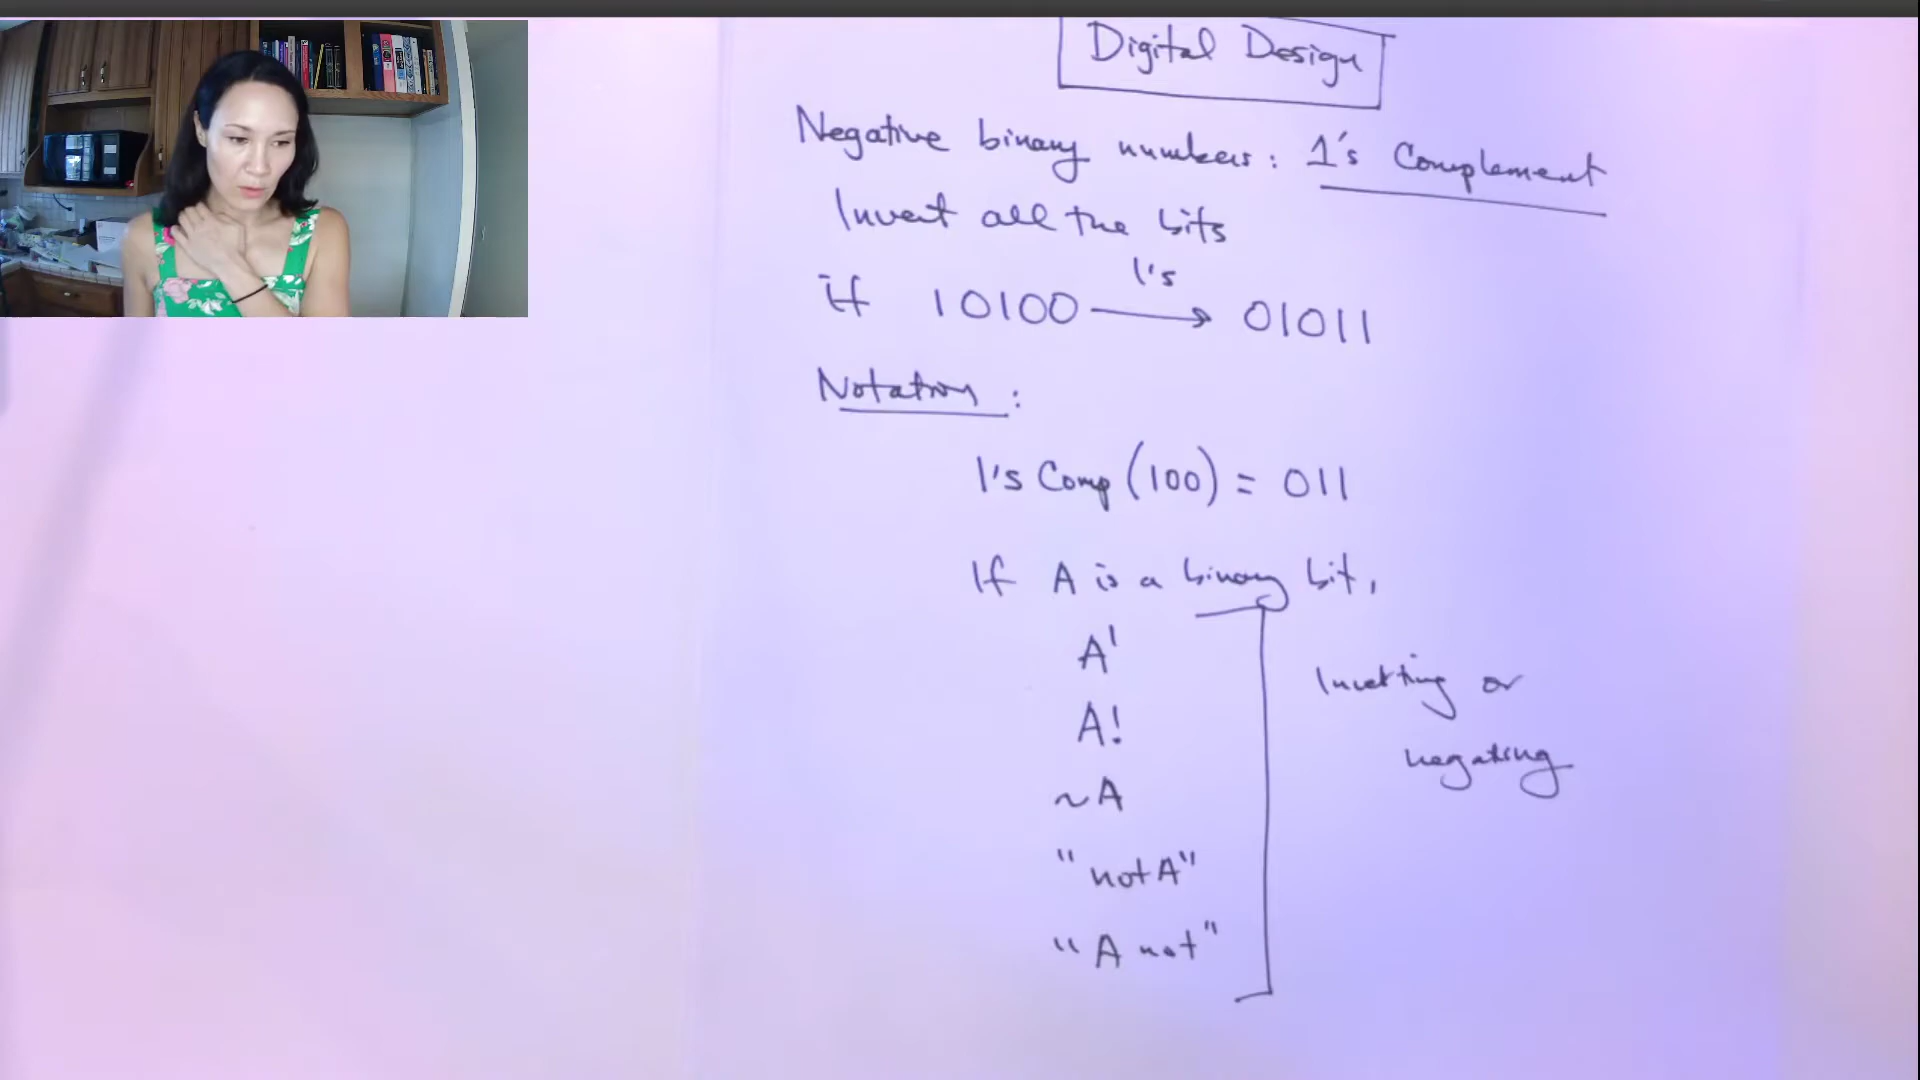 Digital Design
Negative binary numbers: 1's Complement
Invert all the bits
1's
if 10100 → 01011
Notation:
1's Comp (100) = 011
If A is a binary bit,
A'
A!
~A
"not A"
"A not"
Inverting or
negating